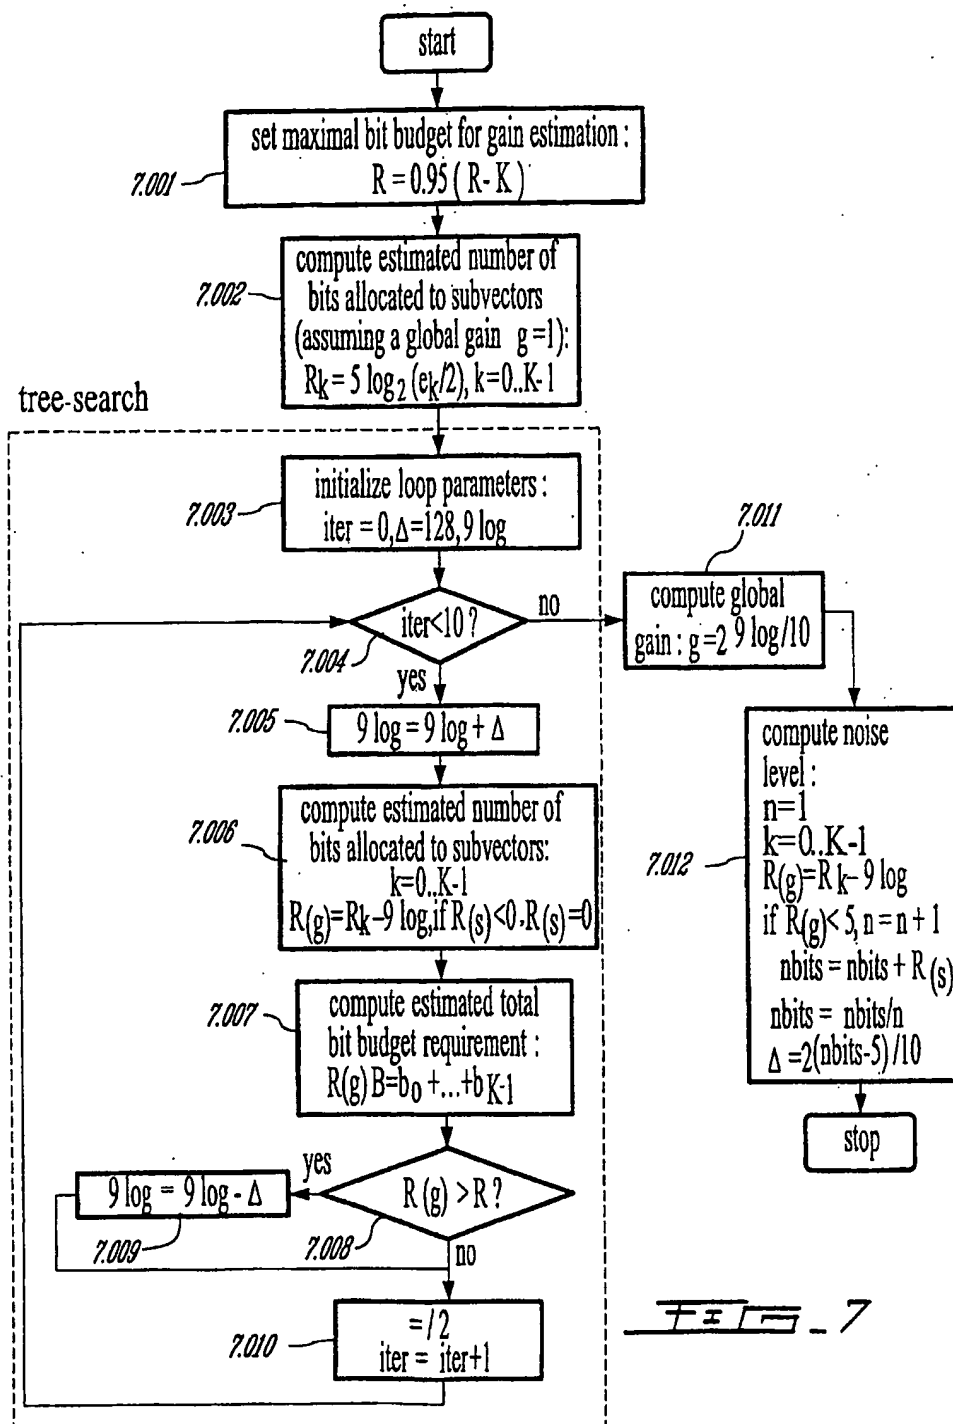 start
set maximal bit budget for gain estimation :
R = 0.95 ( R - K )
7.001
compute estimated number of
bits allocated to subvectors
(assuming a global gain g =1):
Rk = 5 log2 (ek/2), k=0..K-1
7.002
tree-search
initialize loop parameters :
iter = 0, Δ=128, 9 log
7.003
iter<10 ?
7.004
no
yes
9 log = 9 log + Δ
7.005
compute estimated number of
bits allocated to subvectors:
k=0..K-1
R(g)=Rk-9 log,if R(s)<0,R(s)=0
7.006
compute estimated total
bit budget requirement :
R(g) B=b0 +...+bK-1
7.007
R(g) >R ?
7.008
yes
no
9 log = 9 log - Δ
7.009
= / 2
iter = iter+1
7.010
7.011
compute global
gain : g =2 9 log/10
compute noise
level :
n=1
k=0..K-1
R(g)=Rk- 9 log
if R(g)<5, n= n + 1
nbits = nbits + R(s)
nbits = nbits/n
Δ =2(nbits-5)/10
7.012
stop
FIG_7